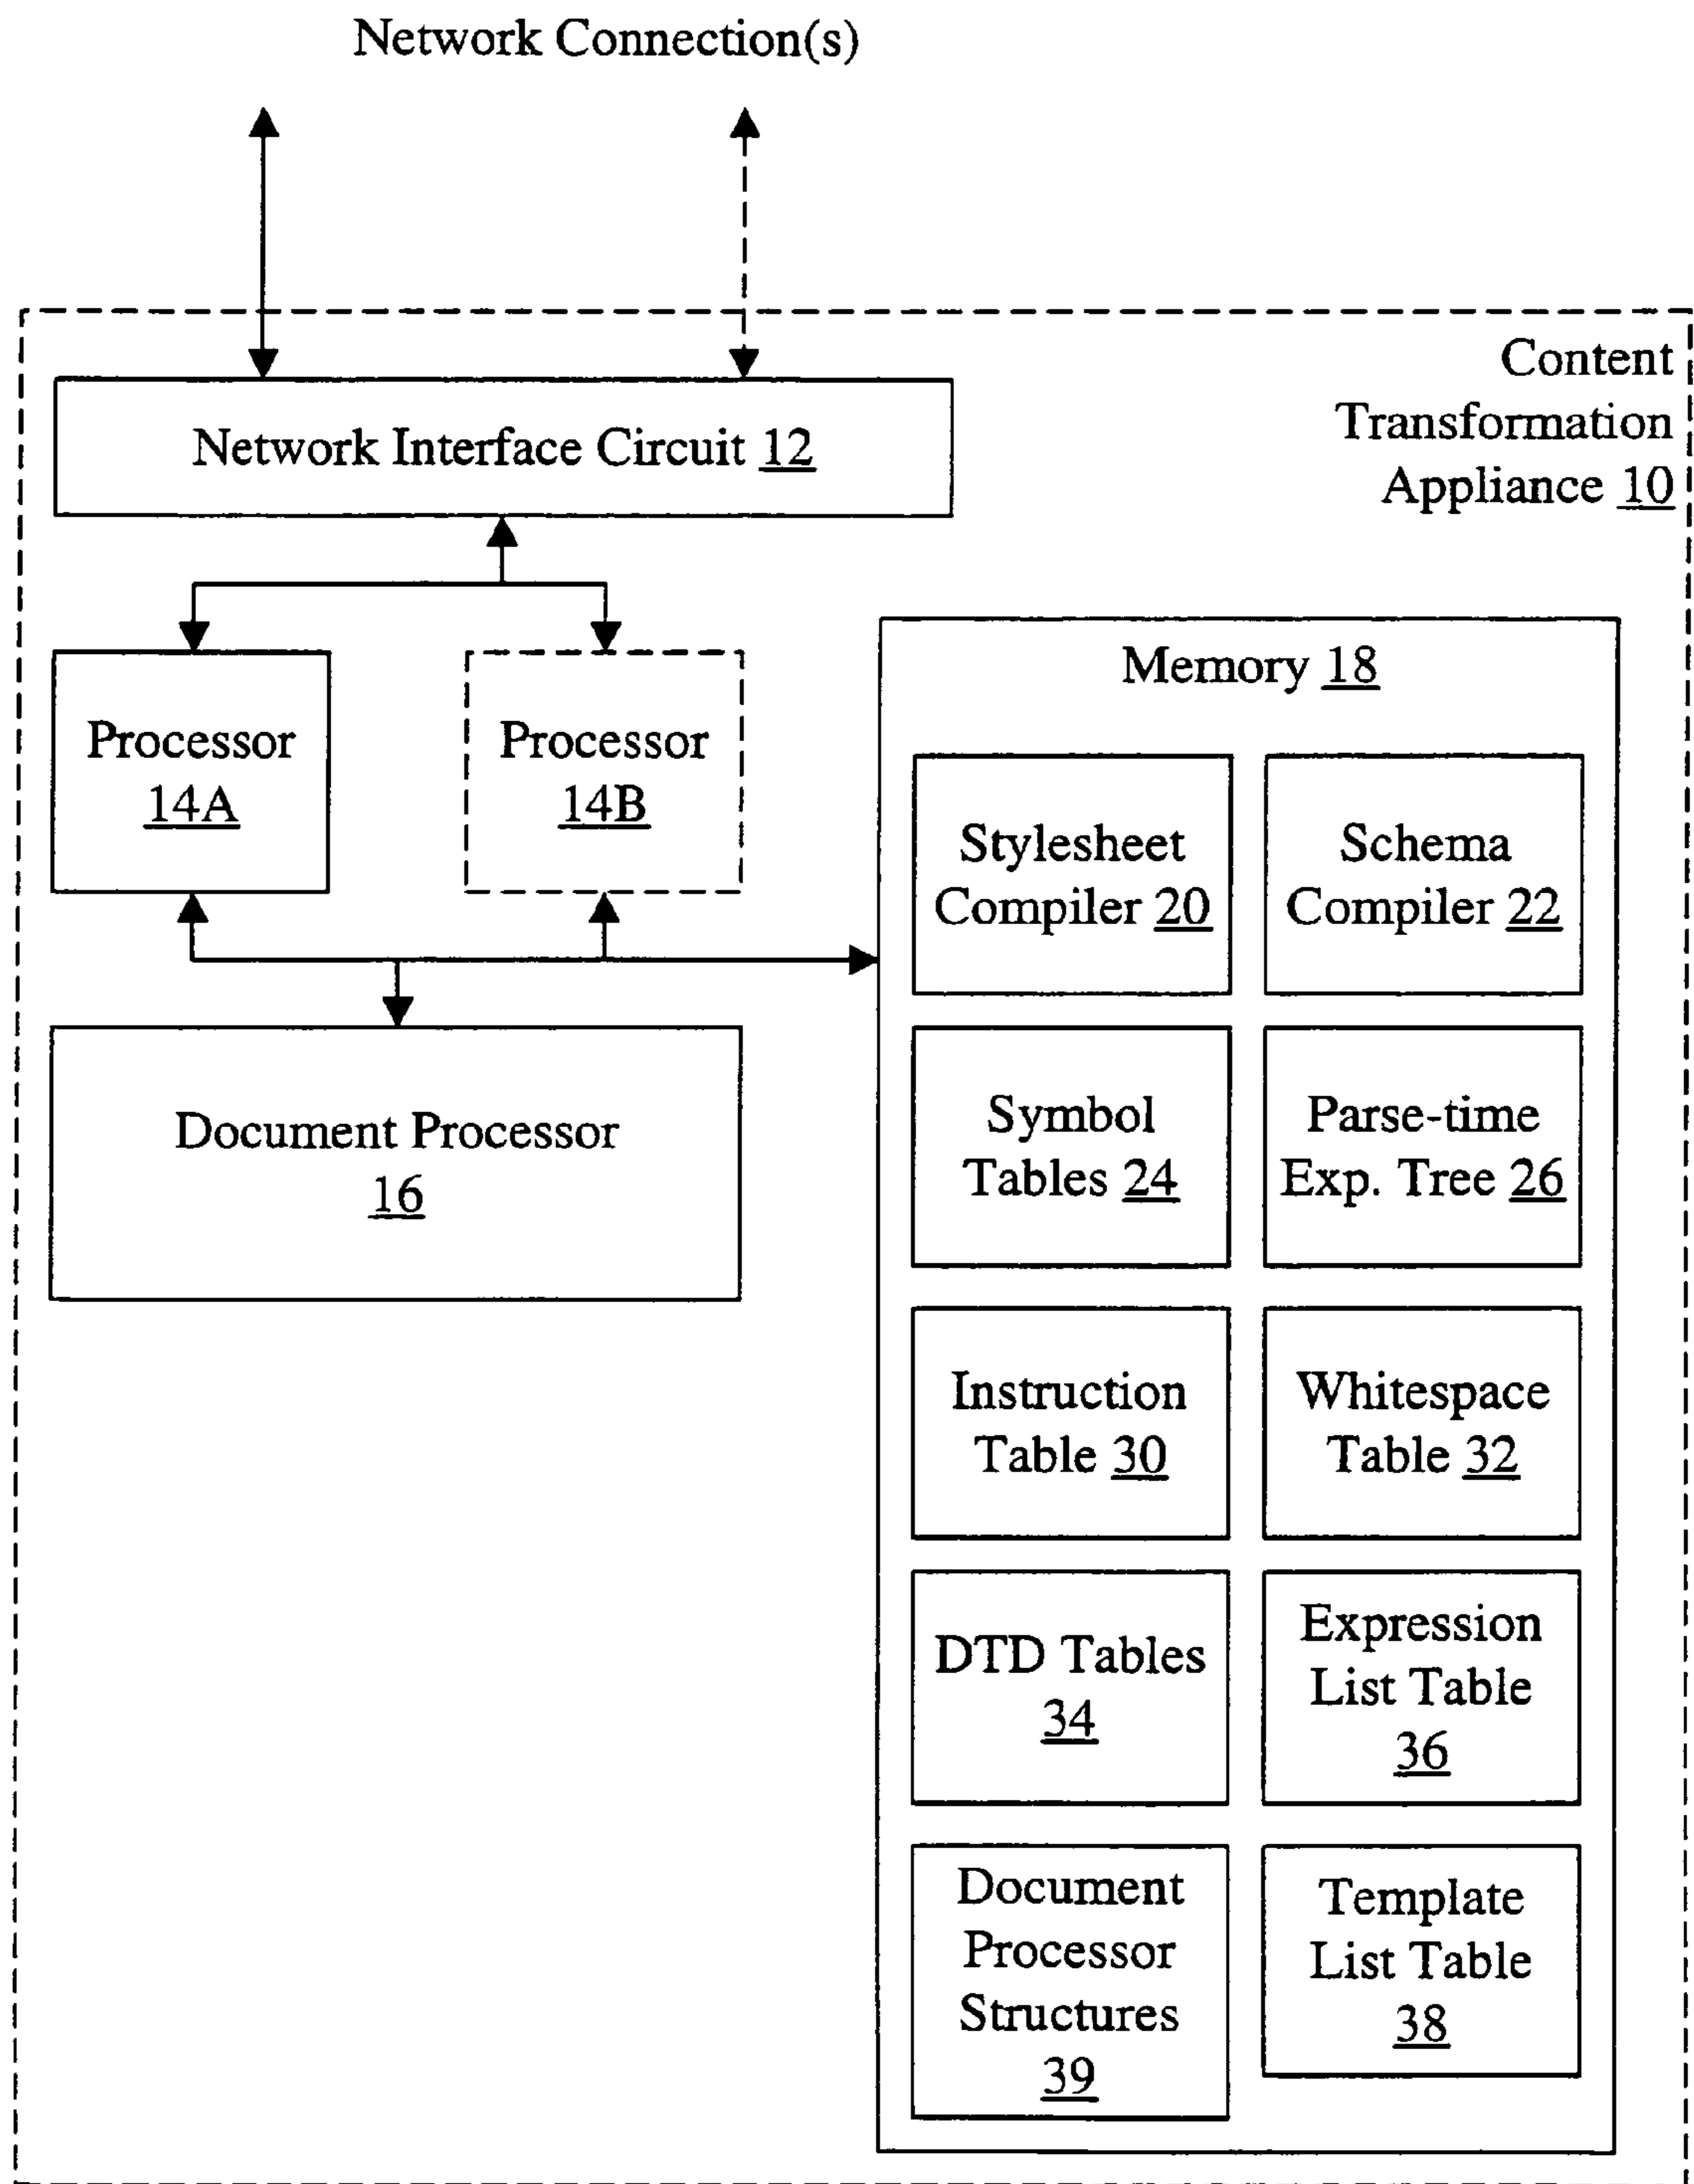 Network Connection(s)
Content
Transformation
Appliance 10
Network Interface Circuit 12
Processor
14A
Processor
14B
Document Processor
16
Memory 18
Stylesheet
Compiler 20
Schema
Compiler 22
Symbol
Tables 24
Parse-time
Exp. Tree 26
Instruction
Table 30
Whitespace
Table 32
DTD Tables
34
Expression
List Table
36
Document
Processor
Structures
39
Template
List Table
38